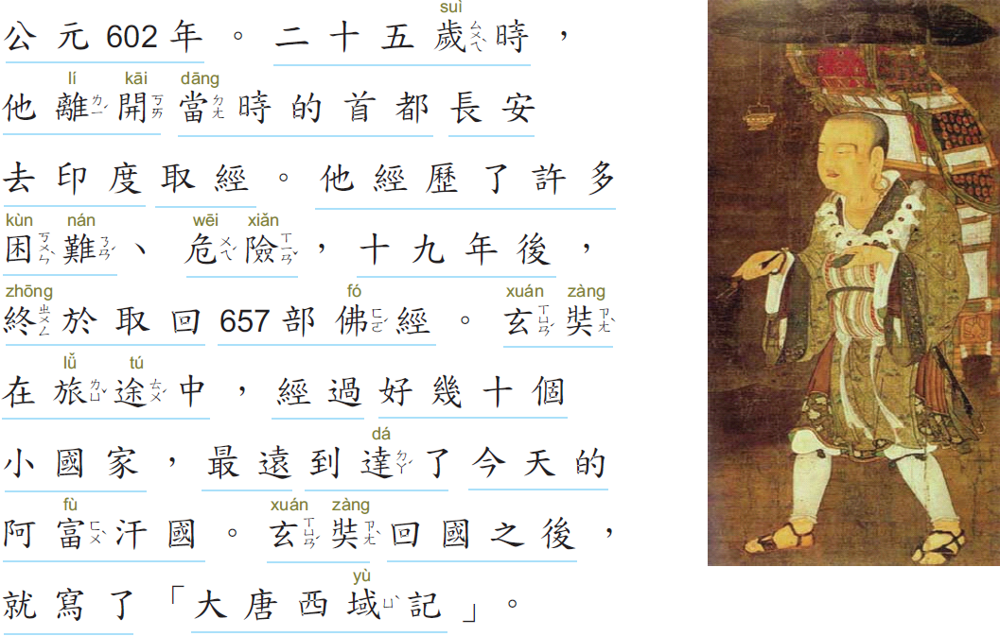 suì
公元602年。二十五歲ㄙㄨㄟˋ時，
lí kāi dāng
他離ㄌㄧˊ開ㄎㄞ當ㄉㄤ時的首都長安
去印度取經。他經歷了許多
kùn nán wēi xiǎn
困ㄎㄨㄣˋ難ㄋㄢˊ、危ㄨㄟˊ險ㄒㄧㄢˇ，十九年後，
zhōng fó xuán zàng
終ㄓㄨㄥ於取回657部佛ㄈㄛˊ經。玄ㄒㄩㄢˊ裝ㄗㄤˋ
lǚ tú
在旅ㄌㄩˇ途ㄊㄨˊ中，經過好幾十個
dá
小國家，最遠到達ㄉㄚˊ了今天的
fù xuán zàng
阿富ㄈㄨˋ汗國。玄ㄒㄩㄢˊ裝ㄗㄤˋ回國之後，
yù
就寫了「大唐西域ㄩˋ記」。